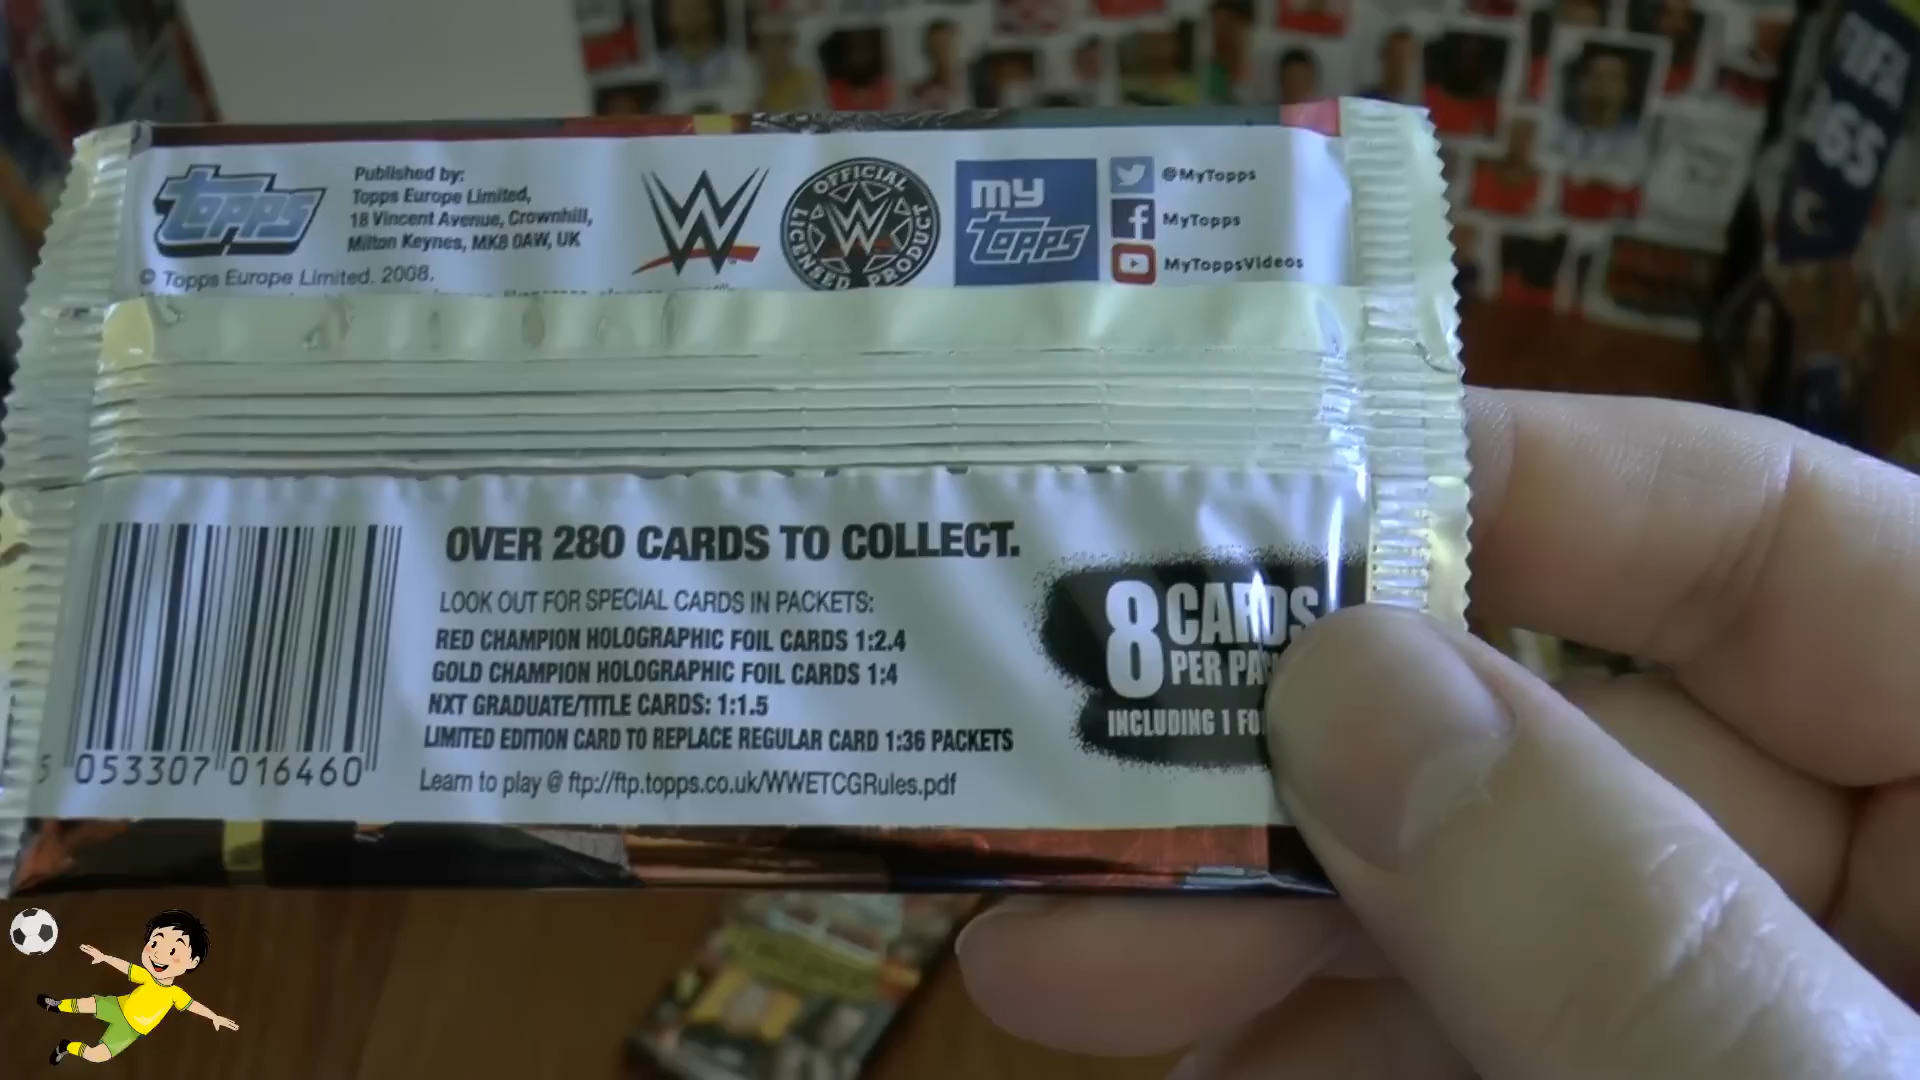 topps
Published by:
Topps Europe Limited,
18 Vincent Avenue, Crownhill,
Milton Keynes, MK8 0AW, UK
© Topps Europe Limited. 2008.
W
OFFICIAL
W
LICENSED PRODUCT
my
topps
@MyTopps
MyTopps
MyToppsVideos
FIFA
365
OVER 280 CARDS TO COLLECT.
LOOK OUT FOR SPECIAL CARDS IN PACKETS:
RED CHAMPION HOLOGRAPHIC FOIL CARDS 1:2.4
GOLD CHAMPION HOLOGRAPHIC FOIL CARDS 1:4
NXT GRADUATE/TITLE CARDS: 1:1.5
LIMITED EDITION CARD TO REPLACE REGULAR CARD 1:36 PACKETS
Learn to play @ ftp://ftp.topps.co.uk/WWETCGRules.pdf
8 CARDS
PER
INCLUDING 1
5 053307 016460